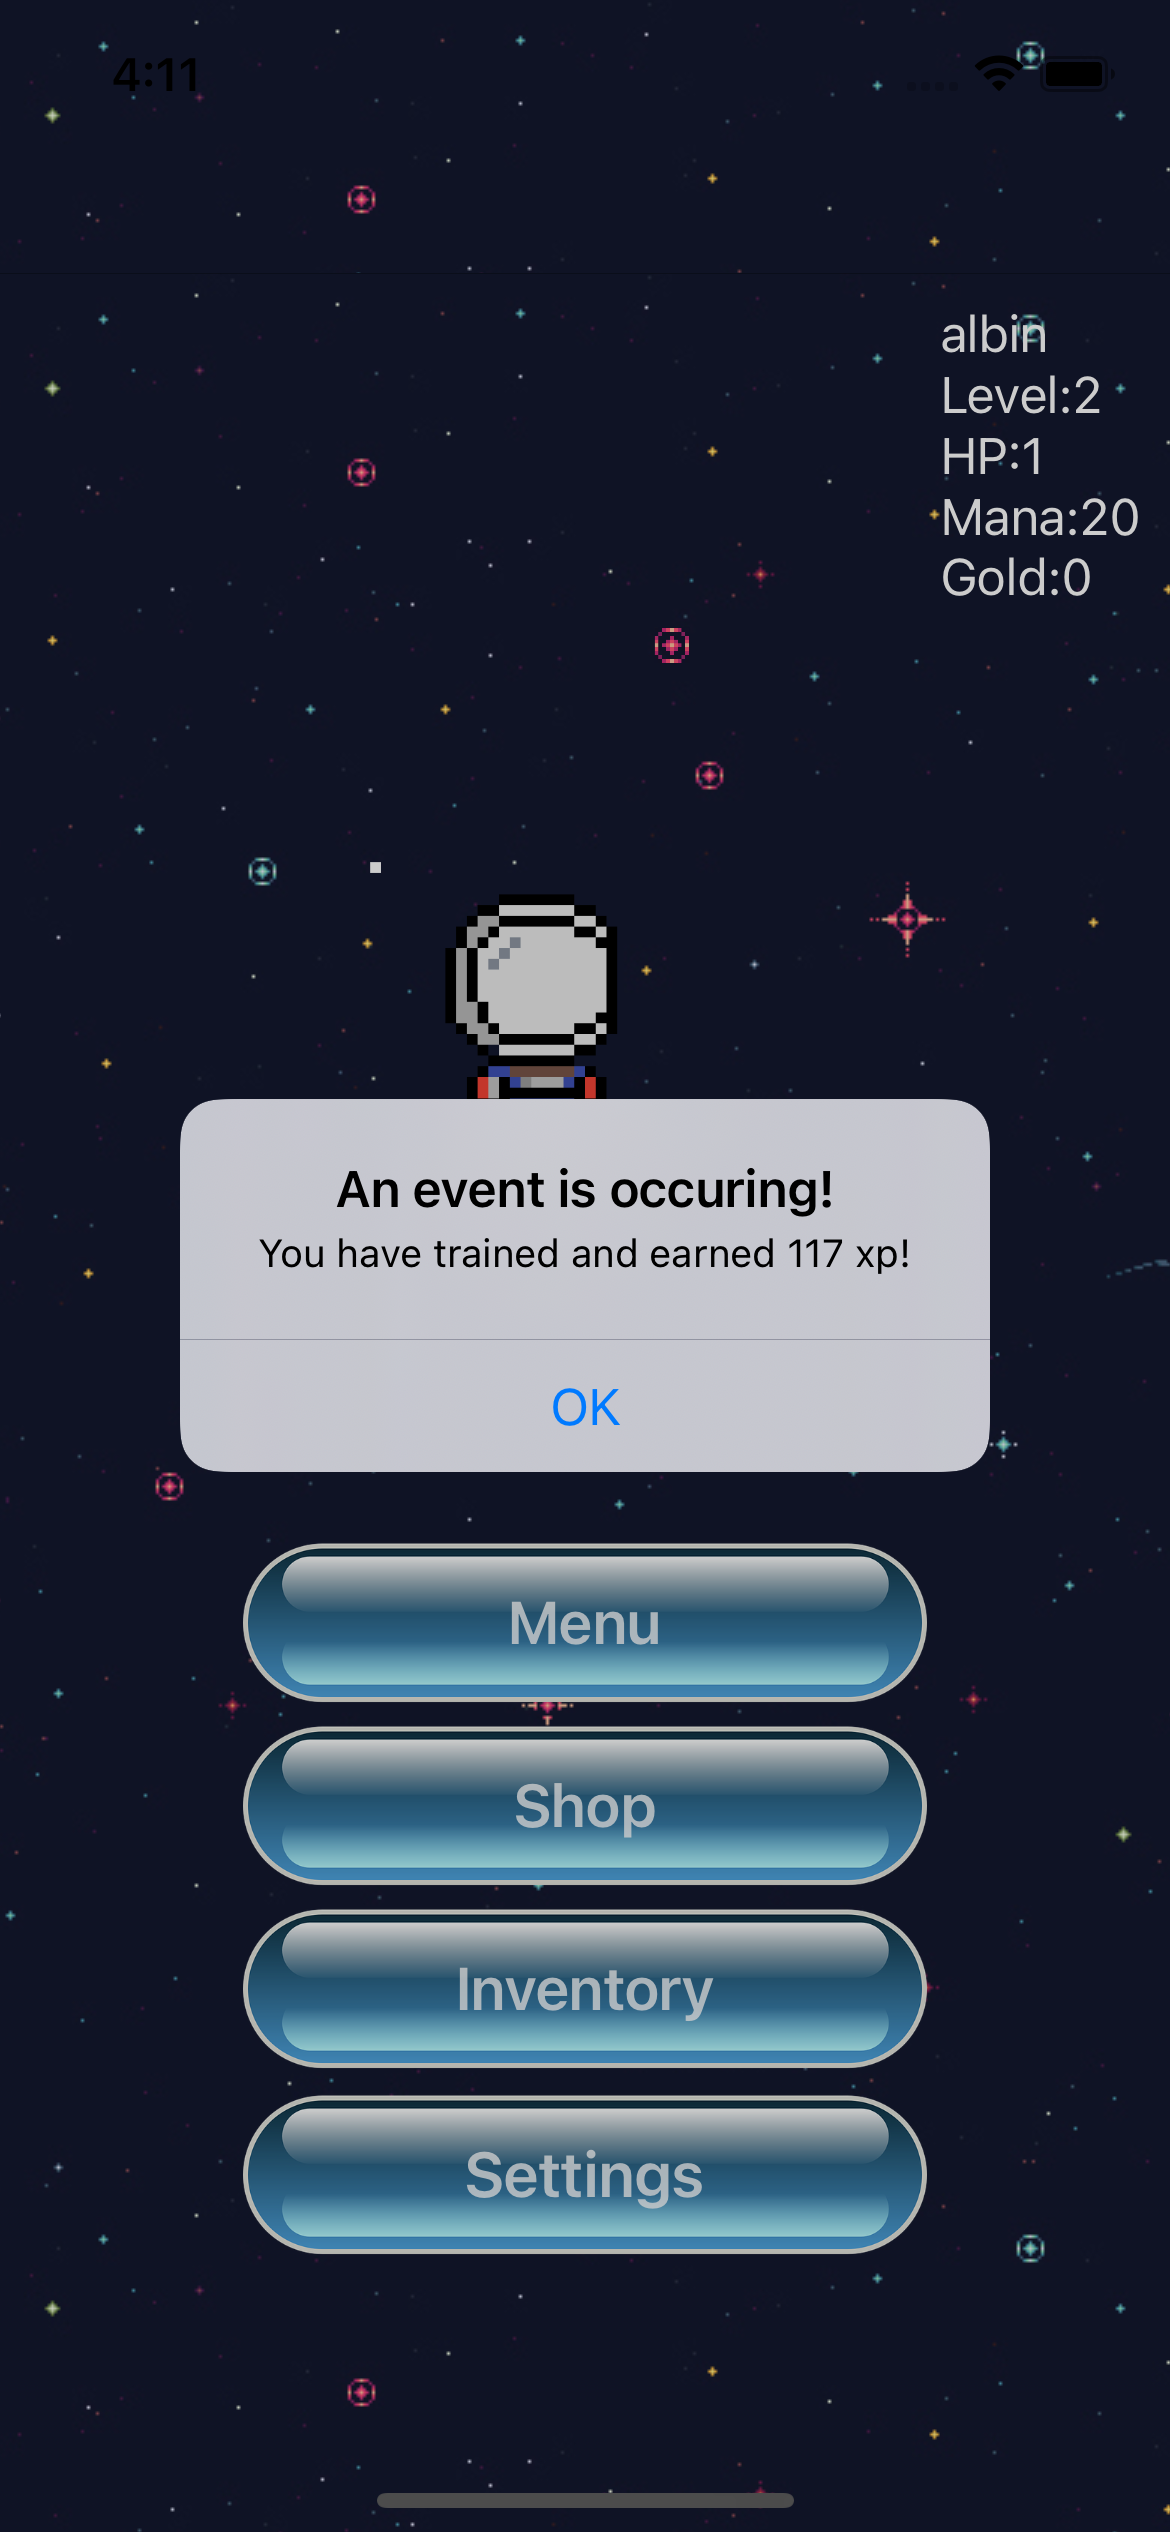 4:11
albin
Level:2
HP:1
Mana:20
Gold:0
An event is occuring!
You have trained and earned 117 xp!
OK
Menu
Shop
Inventory
Settings